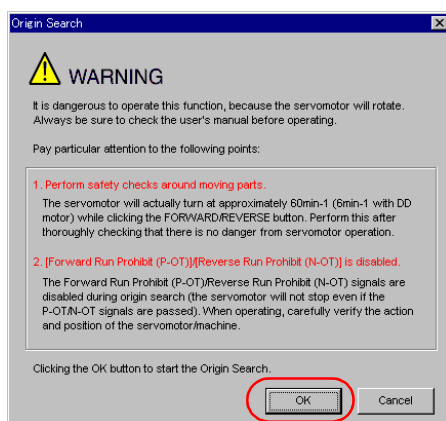 Origin Search
WARNING
It is dangerous to operate this function, because the servomotor will rotate.
Always be sure to check the user's manual before operating.
Pay particular attention to the following points:
1. Perform safety checks around moving parts.
The servomotor will actually turn at approximately 60min-1 (6min-1 with DD
motor) while clicking the FORWARD/REVERSE button. Perform this after
thoroughly checking that there is no danger from servomotor operation.
2. [Forward Run Prohibit (P-OT)]/[Reverse Run Prohibit (N-OT)] is disabled.
The Forward Run Prohibit (P-OT)/Reverse Run Prohibit (N-OT) signals are
disabled during origin search (the servomotor will not stop even if the
P-OT/N-OT signals are passed). When operating, carefully verify the action
and position of the servomotor/machine.
Clicking the OK button to start the Origin Search.
OK
Cancel